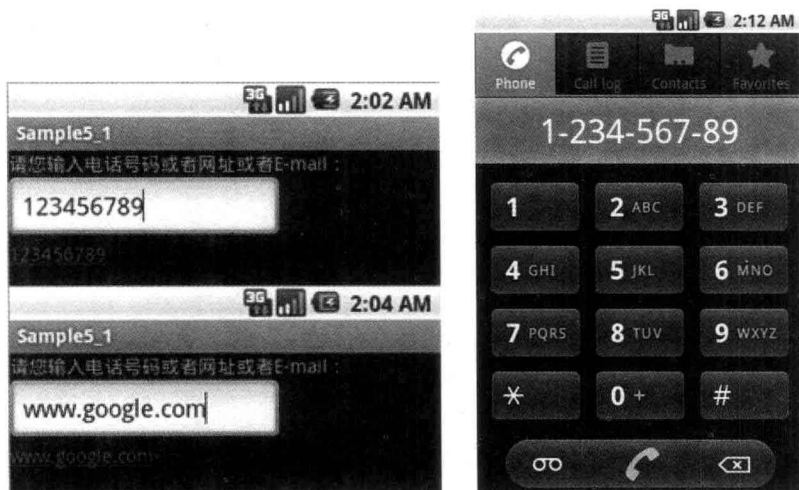 2:02 AM
Sample5_1
请您输入电话号码或者网址或者E-mail：
123456789
123456789
2:04 AM
Sample5_1
请您输入电话号码或者网址或者E-mail：
www.google.com
www.google.com
3G 2:12 AM
Phone Call log Contacts Favorites
1-234-567-89
1 2 ABC 3 DEF
4 GHI 5 JKL 6 MNO
7 PQRS 8 TUV 9 WXYZ
* 0 + #